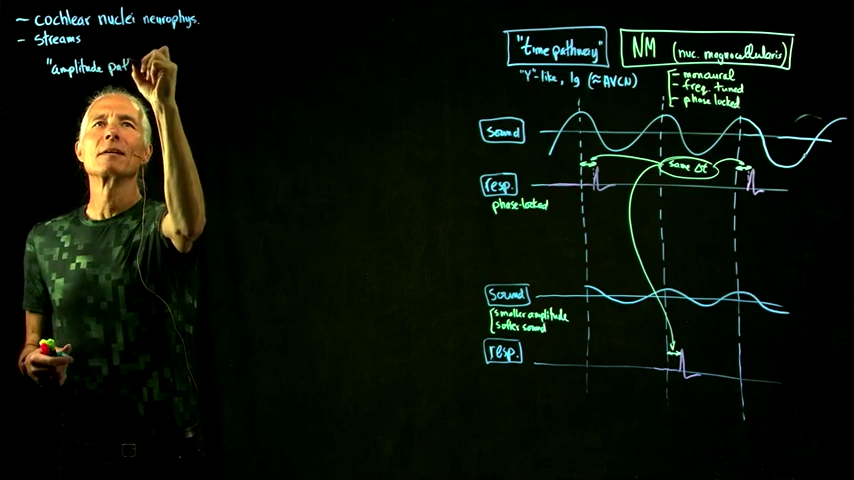 ~ cochlear nuclei neurophys.
- streams
"amplitude pat
"time pathway"
"Y"-like, lg (≈AVCN)
NM (nuc. magnocellularis)
- monaural
- freq. tuned
- phase locked
sound
same Δt
resp.
phase-locked
sound
smaller amplitude
softer sound
resp.